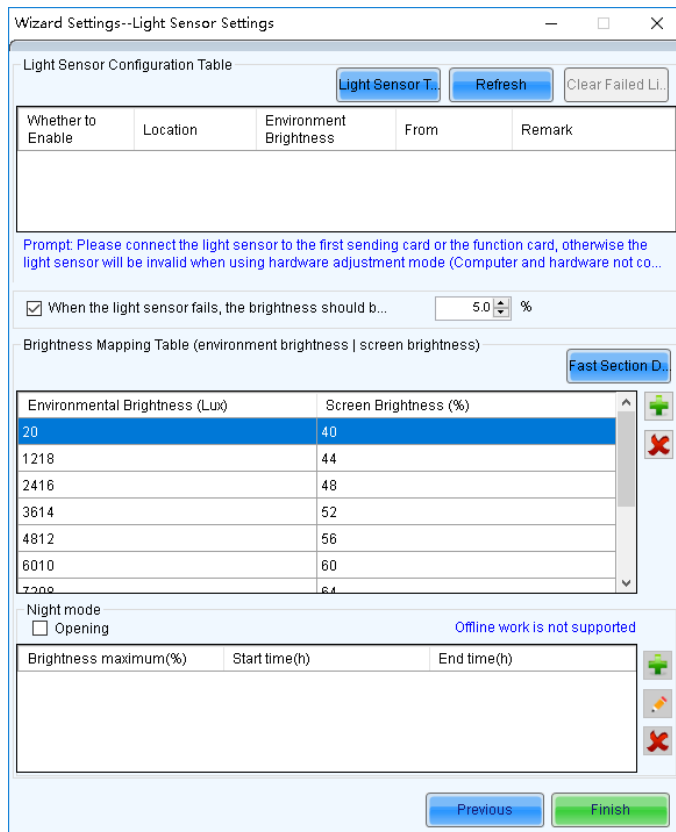 Wizard Settings--Light Sensor Settings
Light Sensor Configuration Table
Light Sensor T... Refresh Clear Failed Li..
Whether to Enable Location Environment Brightness From Remark
Prompt: Please connect the light sensor to the first sending card or the function card, otherwise the
light sensor will be invalid when using hardware adjustment mode (Computer and hardware not co...
When the light sensor fails, the brightness should b... 5.0 %
Brightness Mapping Table (environment brightness | screen brightness)
Fast Section D...
Environmental Brightness (Lux) Screen Brightness (%)
20 40
1218 44
2416 48
3614 52
4812 56
6010 60
7208 64
Night mode
Opening Offline work is not supported
Brightness maximum(%) Start time(h) End time(h)
Previous Finish